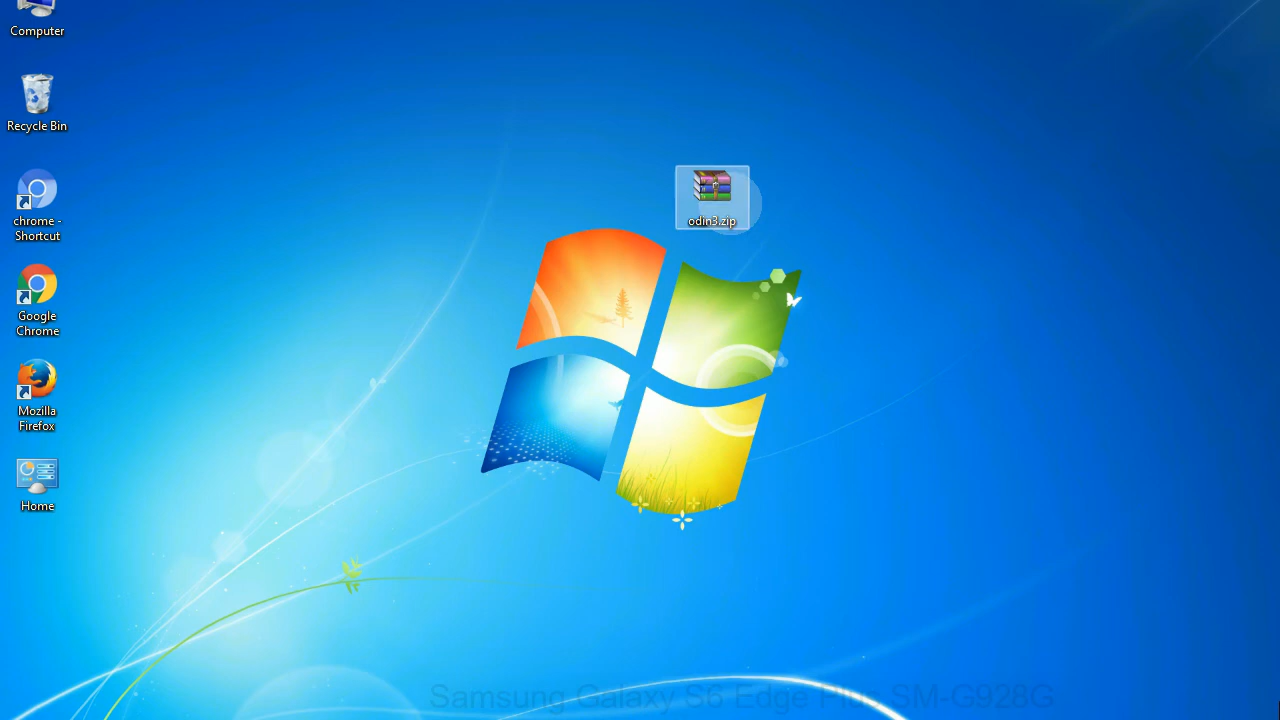 Computer
Recycle Bin
chrome -
Shortcut
Google
Chrome
Mozilla
Firefox
Home
odin3.zip
Samsung Galaxy S6 Edge Plus SM-G928G